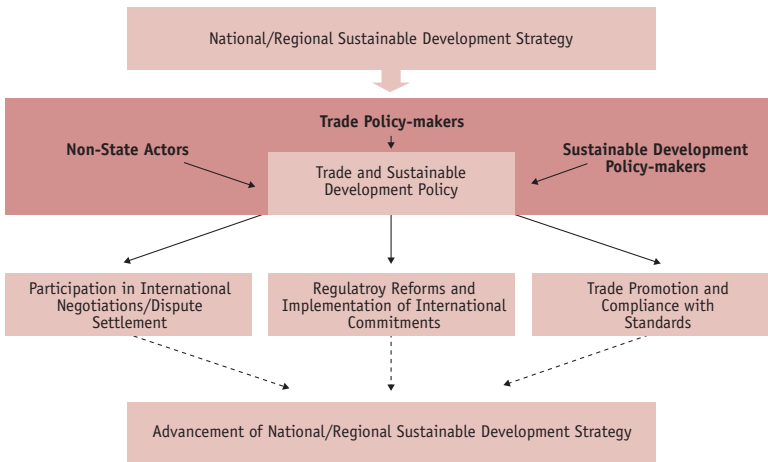 National/Regional Sustainable Development Strategy
Trade Policy-makers
Non-State Actors
Sustainable Development
Policy-makers
Trade and Sustainable
Development Policy
Participation in International
Negotiations/Dispute
Settlement
Regulatroy Reforms and
Implementation of International
Commitments
Trade Promotion and
Compliance with
Standards
Advancement of National/Regional Sustainable Development Strategy